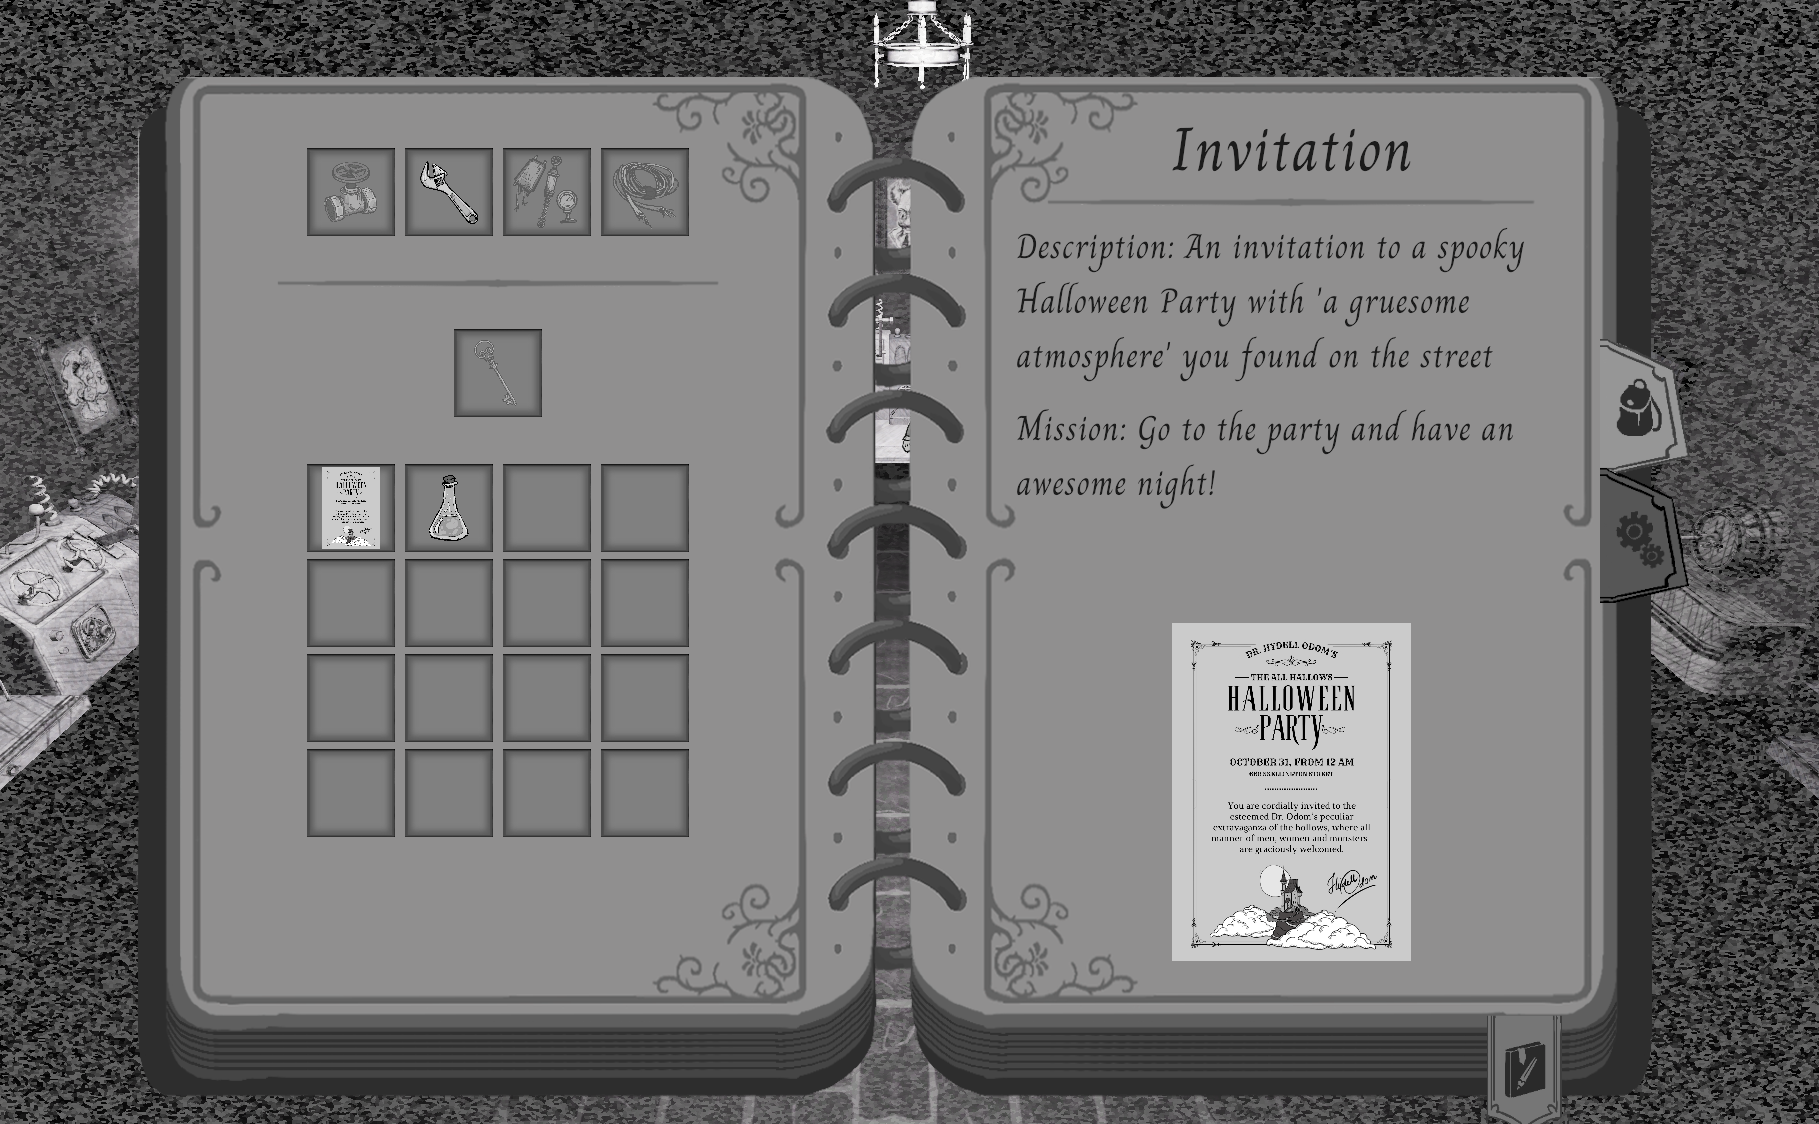 Invitation
Description: An invitation to a spooky
Halloween Party with 'a gruesome
atmosphere' you found on the street
Mission: Go to the party and have an
awesome night!
DR. HYDELL ODOM'S
THE ALL HALLOWS
HALLOWEEN
PARTY
OCTOBER 31, FROM 12 AM
You are cordially invited to the
esteemed Dr. Odom's peculiar
extravaganza of the hollows, where all
manner of men, women and monsters
are graciously welcomed.